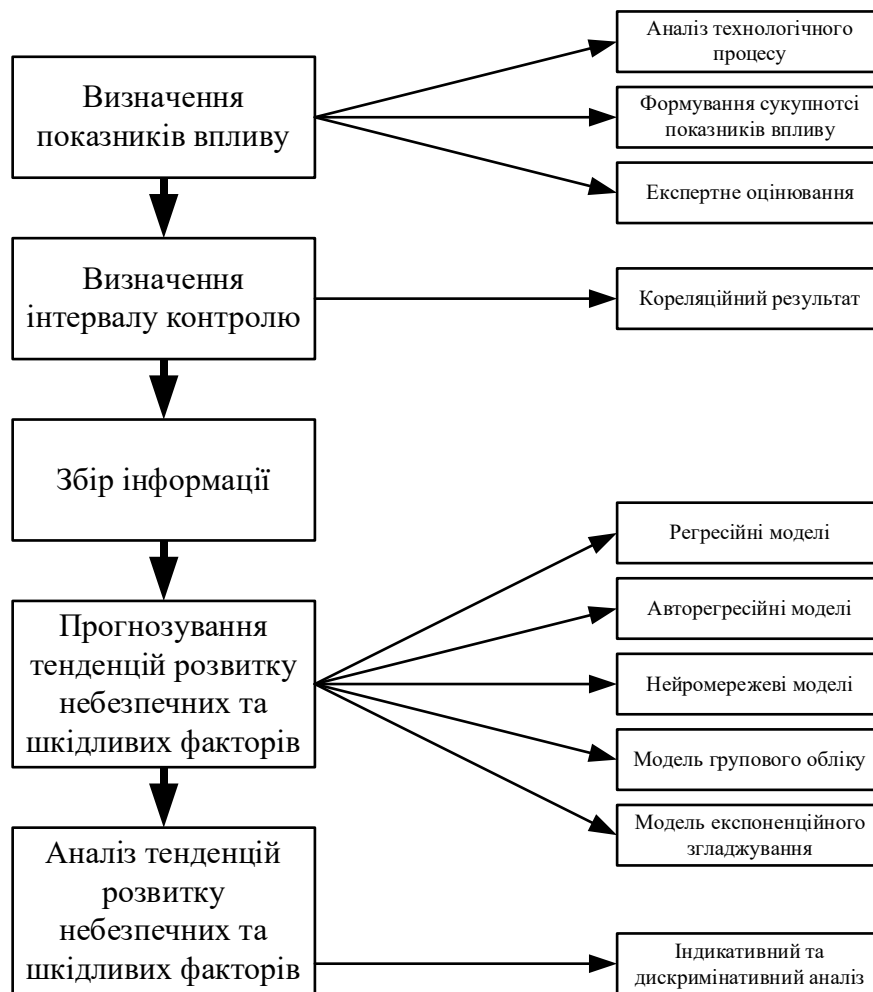 Визначення
показників впливу
Аналіз технологічного
процесу
Формування сукупнотсі
показників впливу
Експертне оцінювання
Визначення
інтервалу контролю
Кореляційний результат
Збір інформації
Прогнозування
тенденцій розвитку
небезпечних та
шкідливих факторів
Регресійні моделі
Авторегресійні моделі
Нейромережеві моделі
Модель групового обліку
Модель експоненційного
згладжування
Аналіз тенденцій
розвитку
небезпечних та
шкідливих факторів
Індикативний та
дискримінативний аналіз